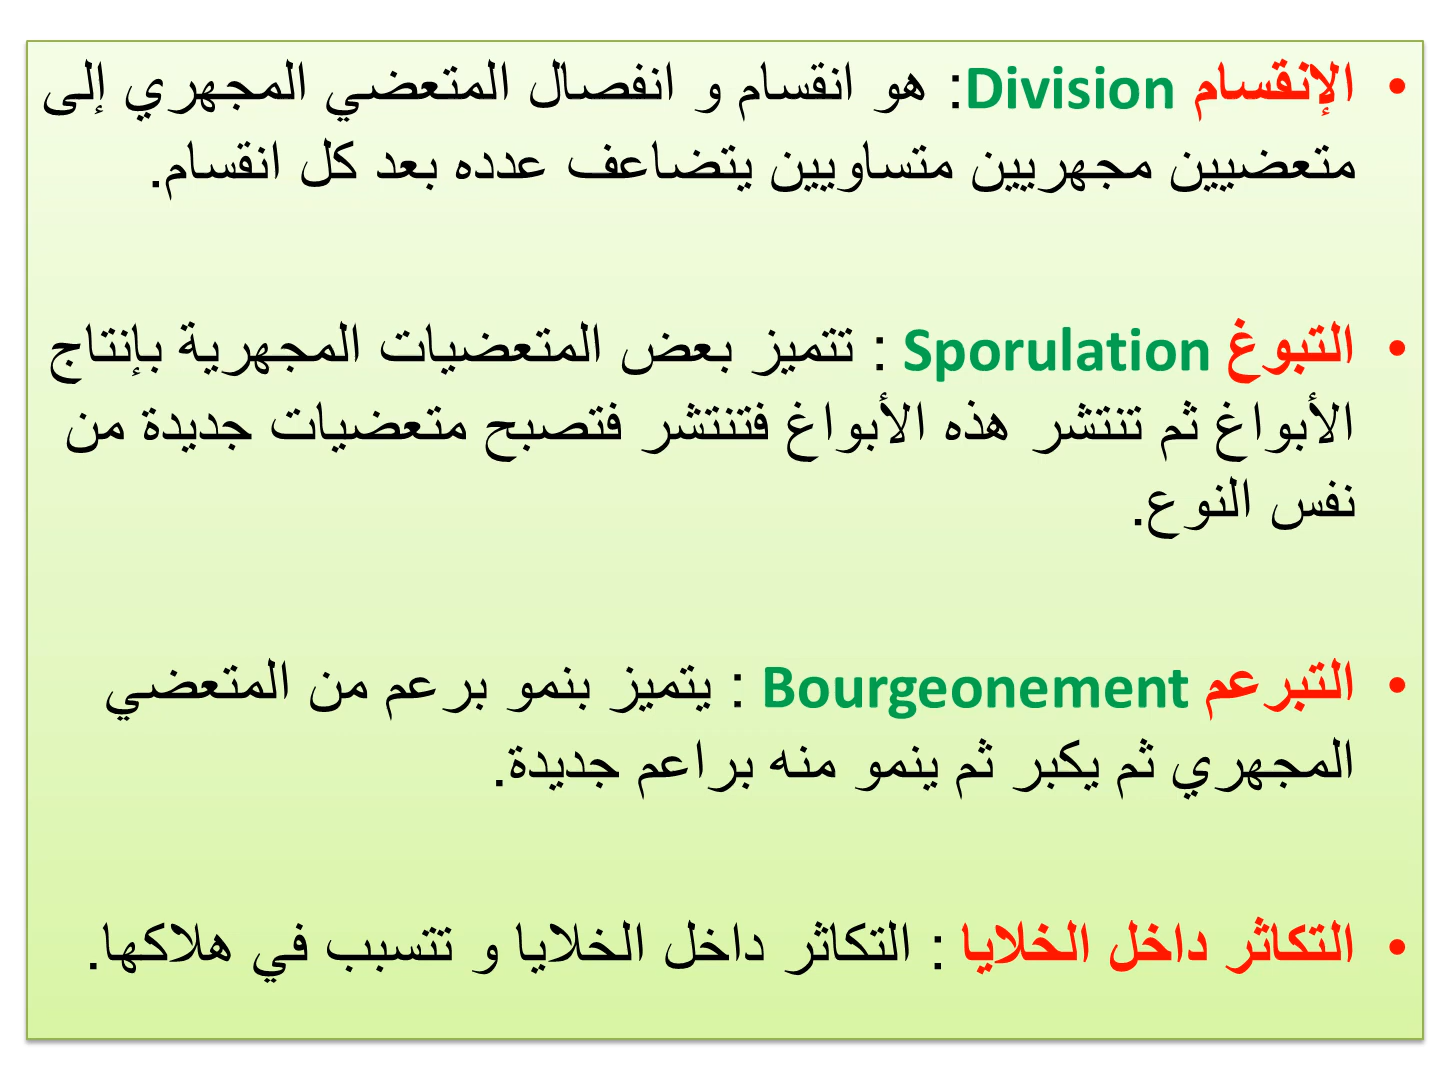 • الإنقسام Division: هو انقسام و انفصال المتعضي المجهري إلى
متعضيين مجهريين متساويين يتضاعف عدده بعد كل انقسام.
• التبوغ Sporulation : تتميز بعض المتعضيات المجهرية بإنتاج
الأبواغ ثم تنتشر هذه الأبواغ فتنتشر فتصبح متعضيات جديدة من
نفس النوع.
• التبرعم Bourgeonement : يتميز بنمو برعم من المتعضي
المجهري ثم يكبر ثم ينمو منه براعم جديدة.
• التكاثر داخل الخلايا : التكاثر داخل الخلايا و تتسبب في هلاكها.